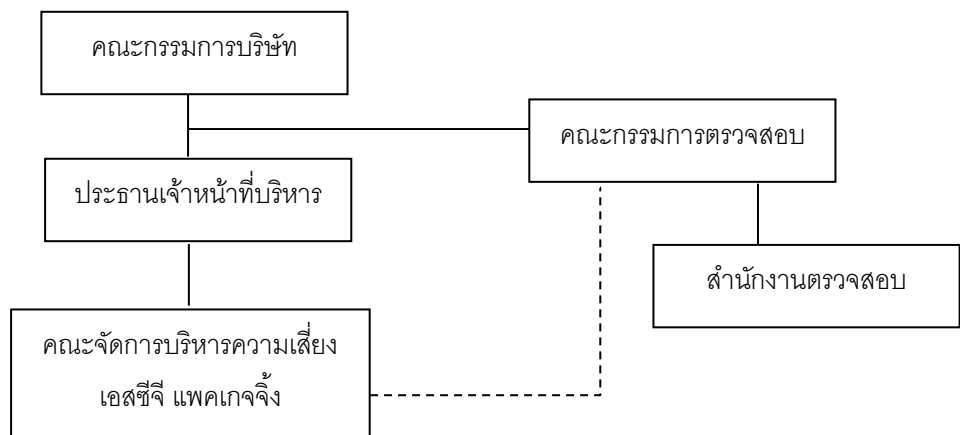 คณะกรรมการบริษัท
คณะกรรมการตรวจสอบ
ประธานเจ้าหน้าที่บริหาร
สำนักงานตรวจสอบ
คณะจัดการบริหารความเสี่ยง
เอสซีจี แพคเกจจิ้ง